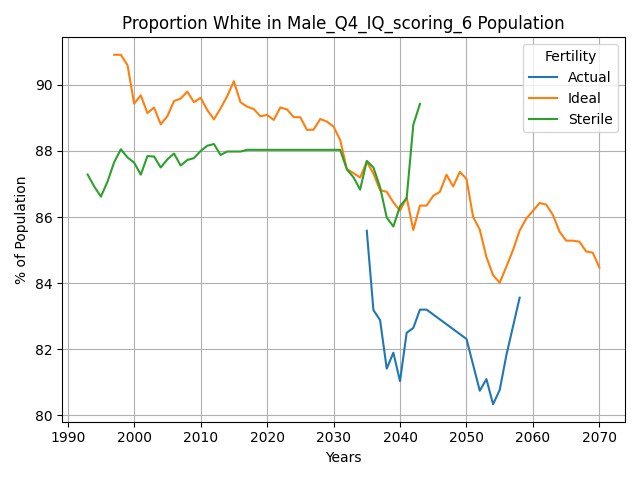 Proportion White in Male_Q4_IQ_scoring_6 Population
Fertility
Actual
Ideal
Sterile
% of Population
90
88
86
84
82
80
1990 2000 2010 2020 2030 2040 2050 2060 2070
Years